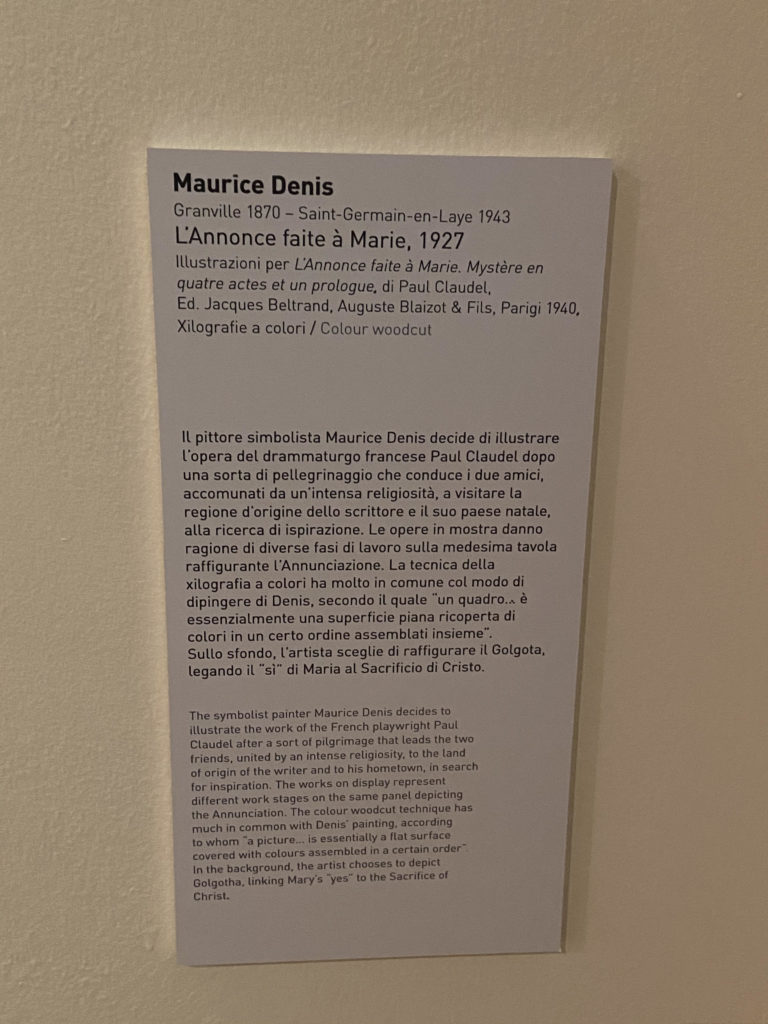 Maurice Denis
Granville 1870 – Saint-Germain-en-Laye 1943
L'Annonce faite à Marie, 1927
Illustrazioni per L'Annonce faite à Marie. Mystère en
quatre actes et un prologue, di Paul Claudel,
Ed. Jacques Beltrand, Auguste Blaizot & Fils, Parigi 1940,
Xilografie a colori / Colour woodcut
Il pittore simbolista Maurice Denis decide di illustrare
l'opera del drammaturgo francese Paul Claudel dopo
una sorta di pellegrinaggio che conduce i due amici,
accomunati da un'intensa religiosità, a visitare la
regione d'origine dello scrittore e il suo paese natale,
alla ricerca di ispirazione. Le opere in mostra danno
ragione di diverse fasi di lavoro sulla medesima tavola
raffigurante l'Annunciazione. La tecnica della
xilografia a colori ha molto in comune col modo di
dipingere di Denis, secondo il quale "un quadro... è
essenzialmente una superficie piana ricoperta di
colori in un certo ordine assemblati insieme".
Sullo sfondo, l'artista sceglie di raffigurare il Golgota,
legando il "sì" di Maria al Sacrificio di Cristo.
The symbolist painter Maurice Denis decides to
illustrate the work of the French playwright Paul
Claudel after a sort of pilgrimage that leads the two
friends, united by an intense religiosity, to the land
of origin of the writer and to his hometown, in search
for inspiration. The works on display represent
different work stages on the same panel depicting
the Annunciation. The colour woodcut technique has
much in common with Denis' painting, according
to whom "a picture... is essentially a flat surface
covered with colours assembled in a certain order".
In the background, the artist chooses to depict
Golgotha, linking Mary's "yes" to the Sacrifice of
Christ.